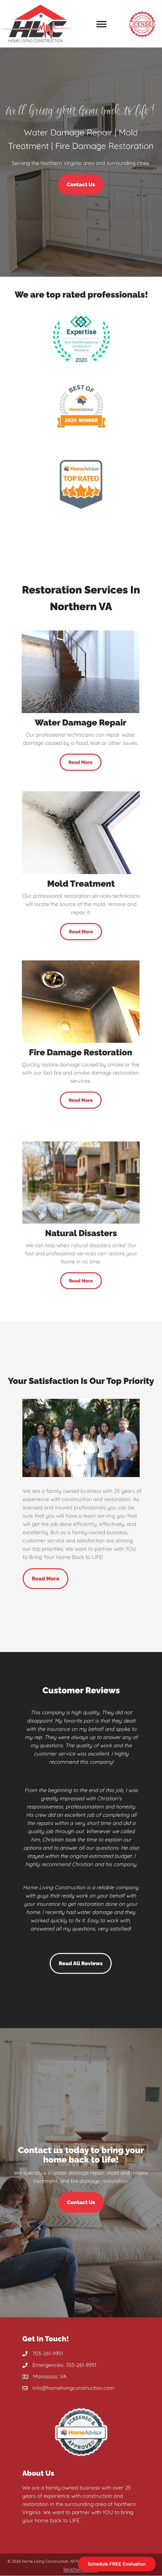 HLC
HOME LIVING CONSTRUCTION
LICENSED
We'll bring your home back to life!
Water Damage Repair | Mold
Treatment | Fire Damage Restoration
Serving the Northern Virginia area and surrounding cities.
Contact Us
We are top rated professionals!
Expertise
2020
BEST OF
HomeAdvisor
2020 WINNER
HomeAdvisor
TOP RATED
Restoration Services In
Northern VA
Water Damage Repair
Our professional technicians can repair water
damage caused by a flood, leak or other issues.
Read More
Mold Treatment
Our professional restoration services technicians
will locate the source of the mold, remove and
repair it.
Read More
Fire Damage Restoration
Quickly restore damage caused by smoke or fire
with our fast fire and smoke damage restoration
services.
Read More
Natural Disasters
We can help when natural disasters strike! Our
fast and professional services can restore your
home in no time.
Read More
Your Satisfaction Is Our Top Priority
We are a family owned business with 25 years of
experience with construction and restoration. As
licensed and insured professionals you can be
sure that you will have a team serving you that
will get the job done efficiently, effectively, and
excellently. But as a family owned business,
customer service and satisfaction are among
our top priorities. We want to partner with YOU
to Bring Your Home Back to LIFE!
Read More
Customer Reviews
This company is high quality. They did not
disappoint. My favorite part is that they deal
with the insurance on my behalf and spoke to
my rep. They were always up to answer any of
my questions. The quality of work and the
customer service was excellent. I highly
recommend this company!
From the beginning to the end of this job, I was
greatly impressed with Christian's
responsiveness, professionalism and honesty.
His crew did an excellent job of completing all
the repairs within a very short time and did a
quality job through-out. Whenever we called
him, Christian took the time to explain our
options and to answer all of our questions. He also
stayed within the original estimated budget. I
highly recommend Christian and his company.
Home Living Construction is a reliable company
with guys that really work on your behalf with
your insurance to get restoration done on your
home. I recently had water damage and they
worked quickly to fix it. Easy to work with,
answered all my questions, very satisfied!
Read All Reviews
Contact us today to bring your
home back to life!
We specialize in water damage repair, mold and mildew
treatment, and fire damage restoration.
Contact Us
Get In Touch!
703-261-9951
Emergencies: 703-261-9951
Manassas, VA
info@homelivingconstruction.com
SCREENED &
HomeAdvisor
APPROVED
About Us
We are a family owned business with over 25
years of experience with construction and
restoration in the surrounding area of Northern
Virginia. We want to partner with YOU to bring
your home back to LIFE.
© 2020 Home Living Construction. All
Schedule FREE Evaluation